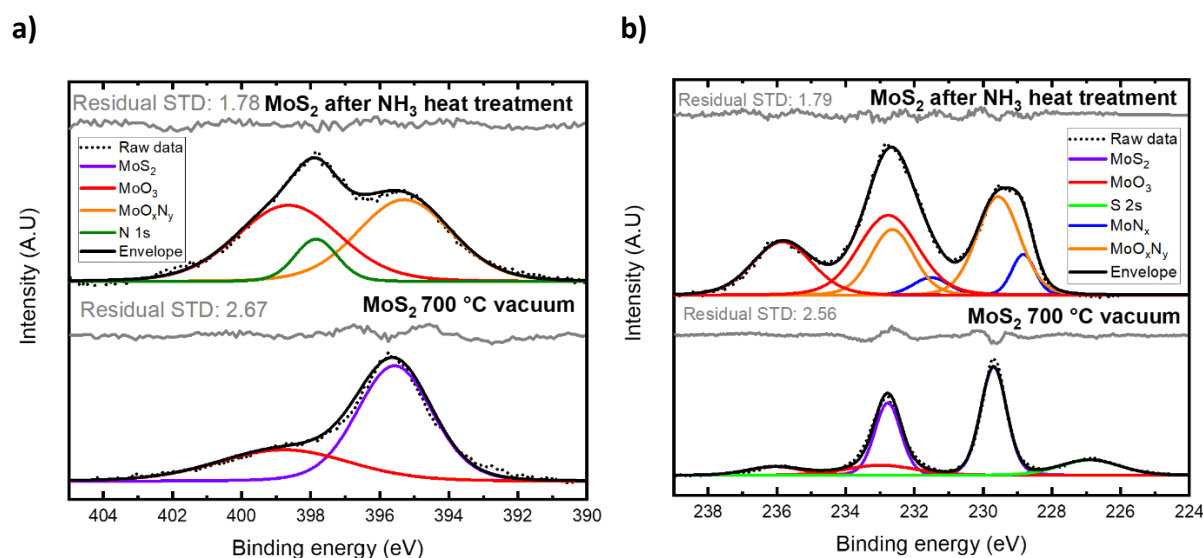 a)
Residual STD: 1.78
MoS₂ after NH₃ heat treatment
Raw data
MoS₂
MoO₃
MoOₓNᵧ
N 1s
Envelope
Residual STD: 2.67
MoS₂ 700 °C vacuum
Intensity (A.U)
404 402 400 398 396 394 392 390
Binding energy (eV)
b)
Residual STD: 1.79
MoS₂ after NH₃ heat treatment
Raw data
MoS₂
MoO₃
S 2s
MoNₓ
MoOₓNᵧ
Envelope
Residual STD: 2.56
MoS₂ 700 °C vacuum
Intensity (A.U)
238 236 234 232 230 228 226 224
Binding energy (eV)